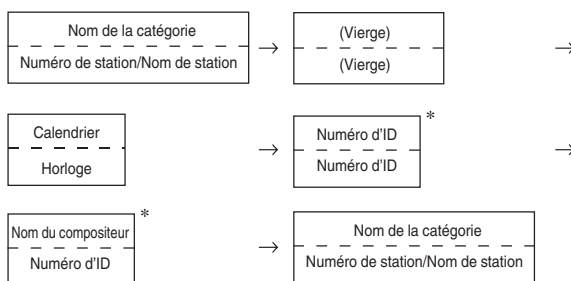 Nom de la catégorie
Numéro de station/Nom de station
→
(Vierge)
(Vierge)
→
Calendrier
Horloge
→
Numéro d'ID
Numéro d'ID
*
→
Nom du compositeur
Numéro d'ID
*
→
Nom de la catégorie
Numéro de station/Nom de station